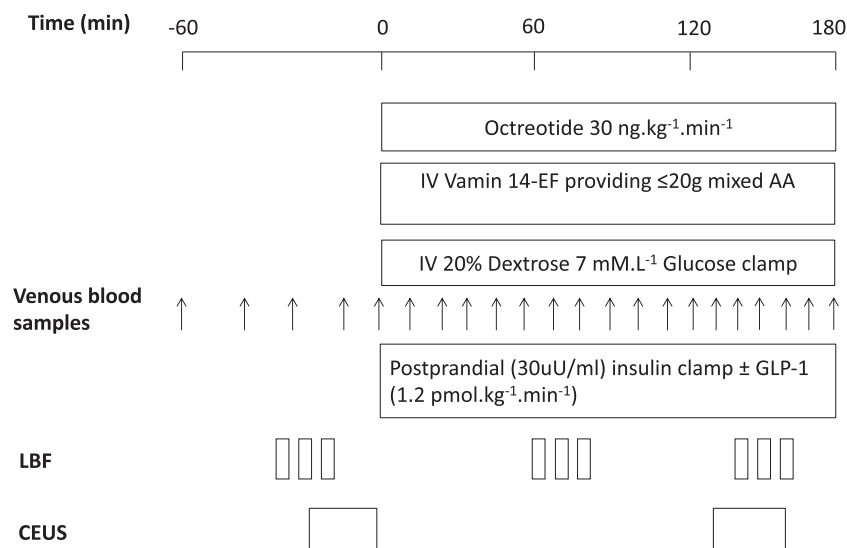 Time (min) -60 0 60 120 180
Octreotide 30 ng.kg⁻¹.min⁻¹
IV Vamin 14-EF providing ≤20g mixed AA
IV 20% Dextrose 7 mM.L⁻¹ Glucose clamp
Venous blood
samples
Postprandial (30uU/ml) insulin clamp ± GLP-1
(1.2 pmol.kg⁻¹.min⁻¹)
LBF
CEUS